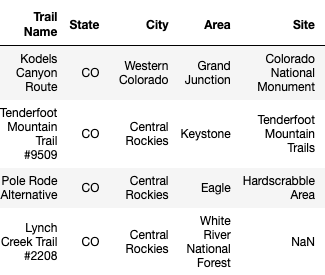 Trail Name State City Area Site
Kodels Canyon Route CO Western Colorado Grand Junction Colorado National Monument
Tenderfoot Mountain Trail #9509 CO Central Rockies Keystone Tenderfoot Mountain Trails
Pole Rode Alternative CO Central Rockies Eagle Hardscrabble Area
Lynch Creek Trail #2208 CO Central Rockies White River National Forest NaN